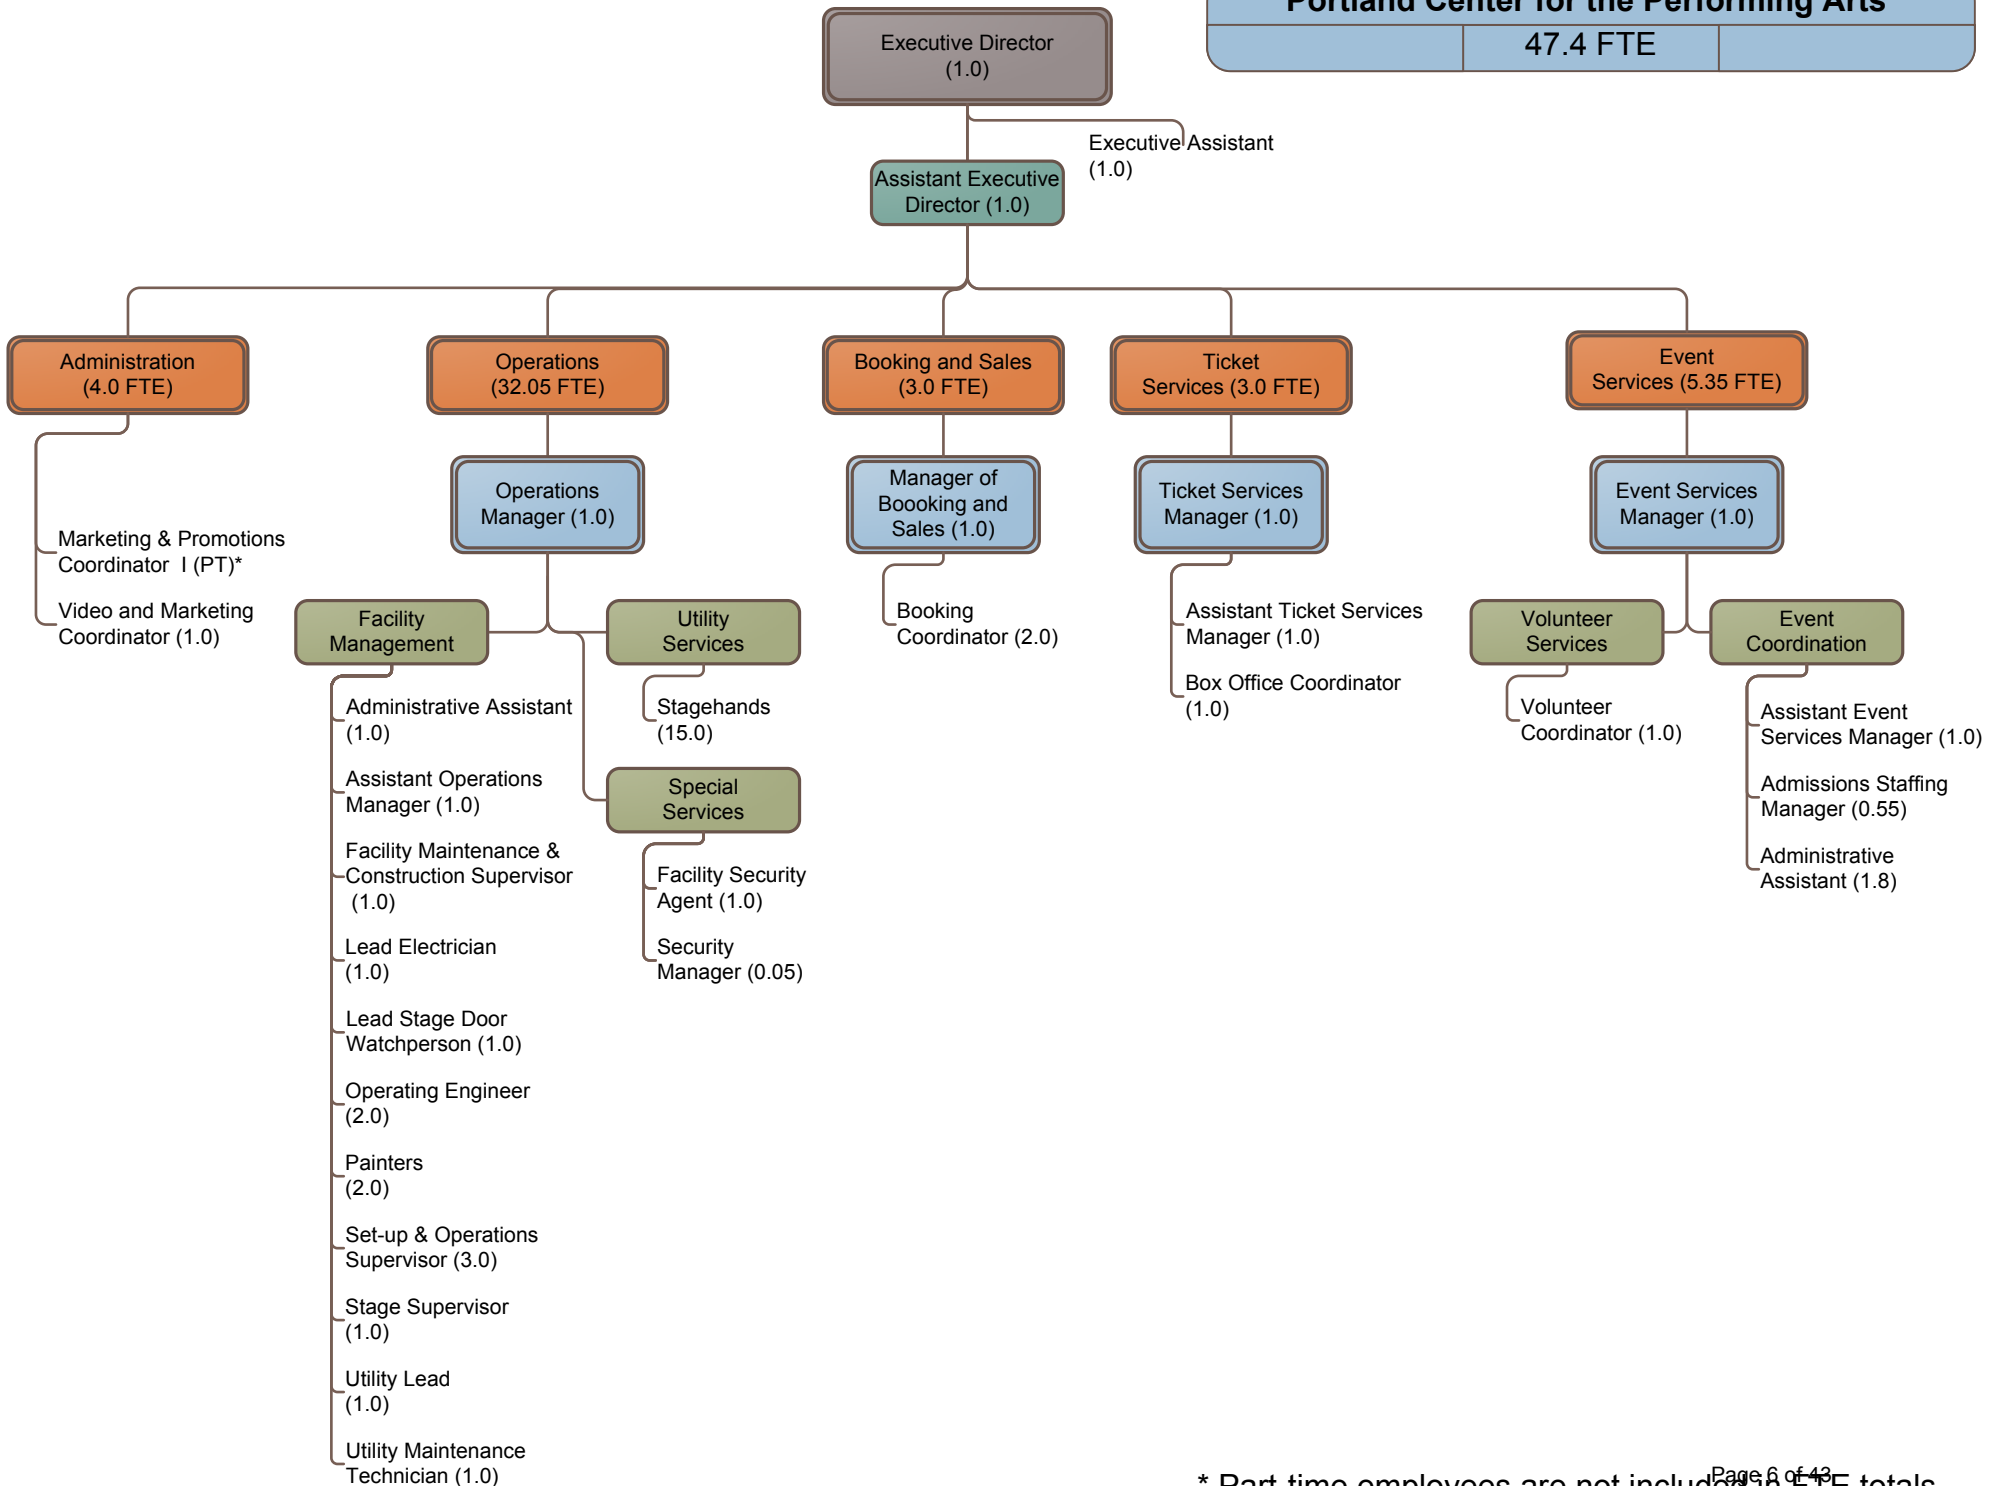 Portland Center for the Performing Arts
47.4 FTE
Executive Director
(1.0)
Executive Assistant
(1.0)
Assistant Executive
Director (1.0)
Administration
(4.0 FTE)
Marketing & Promotions
Coordinator I (PT)*
Video and Marketing
Coordinator (1.0)
Operations
(32.05 FTE)
Operations
Manager (1.0)
Facility
Management
Administrative Assistant
(1.0)
Assistant Operations
Manager (1.0)
Facility Maintenance &
Construction Supervisor
(1.0)
Lead Electrician
(1.0)
Lead Stage Door
Watchperson (1.0)
Operating Engineer
(2.0)
Painters
(2.0)
Set-up & Operations
Supervisor (3.0)
Stage Supervisor
(1.0)
Utility Lead
(1.0)
Utility Maintenance
Technician (1.0)
Utility
Services
Stagehands
(15.0)
Special
Services
Facility Security
Agent (1.0)
Security
Manager (0.05)
Booking and Sales
(3.0 FTE)
Manager of
Boooking and
Sales (1.0)
Booking
Coordinator (2.0)
Ticket
Services (3.0 FTE)
Ticket Services
Manager (1.0)
Assistant Ticket Services
Manager (1.0)
Box Office Coordinator
(1.0)
Event
Services (5.35 FTE)
Event Services
Manager (1.0)
Volunteer
Services
Volunteer
Coordinator (1.0)
Event
Coordination
Assistant Event
Services Manager (1.0)
Admissions Staffing
Manager (0.55)
Administrative
Assistant (1.8)
* Part-time employees are not included in FTE totals
Page 6 of 43